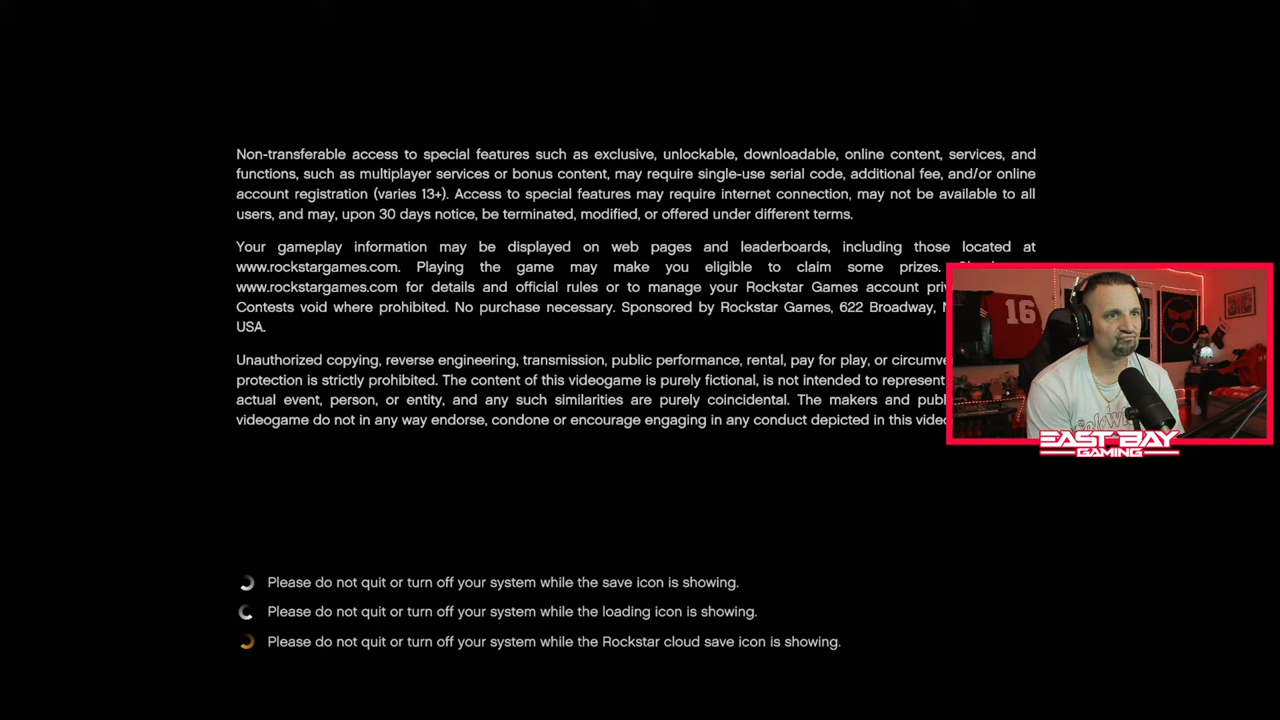 Non-transferable access to special features such as exclusive, unlockable, downloadable, online content, services, and
functions, such as multiplayer services or bonus content, may require single-use serial code, additional fee, and/or online
account registration (varies 13+). Access to special features may require internet connection, may not be available to all
users, and may, upon 30 days notice, be terminated, modified, or offered under different terms.
Your gameplay information may be displayed on web pages and leaderboards, including those located at
www.rockstargames.com. Playing the game may make you eligible to claim some prizes.
www.rockstargames.com for details and official rules or to manage your Rockstar Games account
Contests void where prohibited. No purchase necessary. Sponsored by Rockstar Games, 622 Broadway,
USA.
Unauthorized copying, reverse engineering, transmission, public performance, rental, pay for play, or
protection is strictly prohibited. The content of this videogame is purely fictional, is not intended to represent
actual event, person, or entity, and any such similarities are purely coincidental. The makers and
videogame do not in any way endorse, condone or encourage engaging in any conduct depicted in this
16
EAST BAY
GAMING
Please do not quit or turn off your system while the save icon is showing.
Please do not quit or turn off your system while the loading icon is showing.
Please do not quit or turn off your system while the Rockstar cloud save icon is showing.